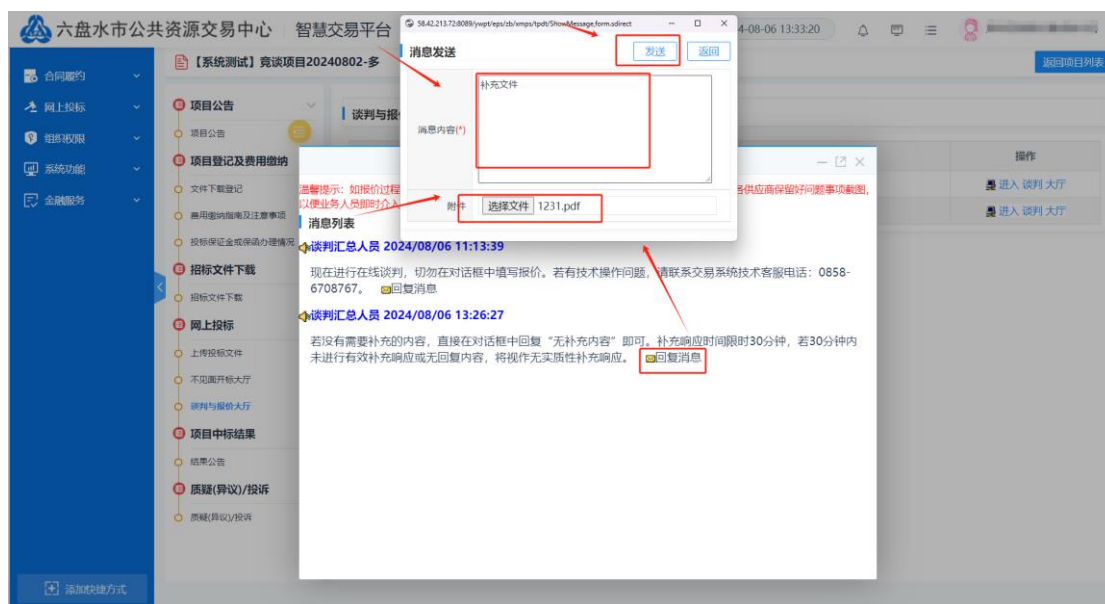 六盘水市公共资源交易中心 智慧交易平台
4-08-06 13:33:20
58.42.213.72:8089/ywpt/eps/zb/xmps/tpdt/ShowMessage.form.sdirect
消息发送
发送
返回
消息内容(*)
补充文件
附件
选择文件 1231.pdf
合同履约
网上投标
组织权限
系统功能
金融服务
添加快捷方式
【系统测试】竞谈项目20240802-多
返回项目列表
项目公告
项目公告
项目登记及费用缴纳
文件下载登记
费用缴纳指南及注意事项
投标保证金或保函办理情况
招标文件下载
招标文件下载
网上投标
上传投标文件
不见面开标大厅
谈判与报价大厅
项目中标结果
结果公告
质疑(异议)/投诉
质疑(异议)/投诉
谈判与报
操作
进入 谈判 大厅
进入 谈判 大厅
温馨提示：如报价过程
供应商保留好问题事项截图,
以便业务人员即时介入
消息列表
谈判汇总人员 2024/08/06 11:13:39
现在进行在线谈判，切勿在对话框中填写报价。若有技术操作问题，请联系交易系统技术客服电话：0858-
6708767。 回复消息
谈判汇总人员 2024/08/06 13:26:27
若没有需要补充的内容，直接在对话框中回复“无补充内容”即可。补充响应时间限时30分钟，若30分钟内
未进行有效补充响应或无回复内容，将视作无实质性补充响应。 回复消息